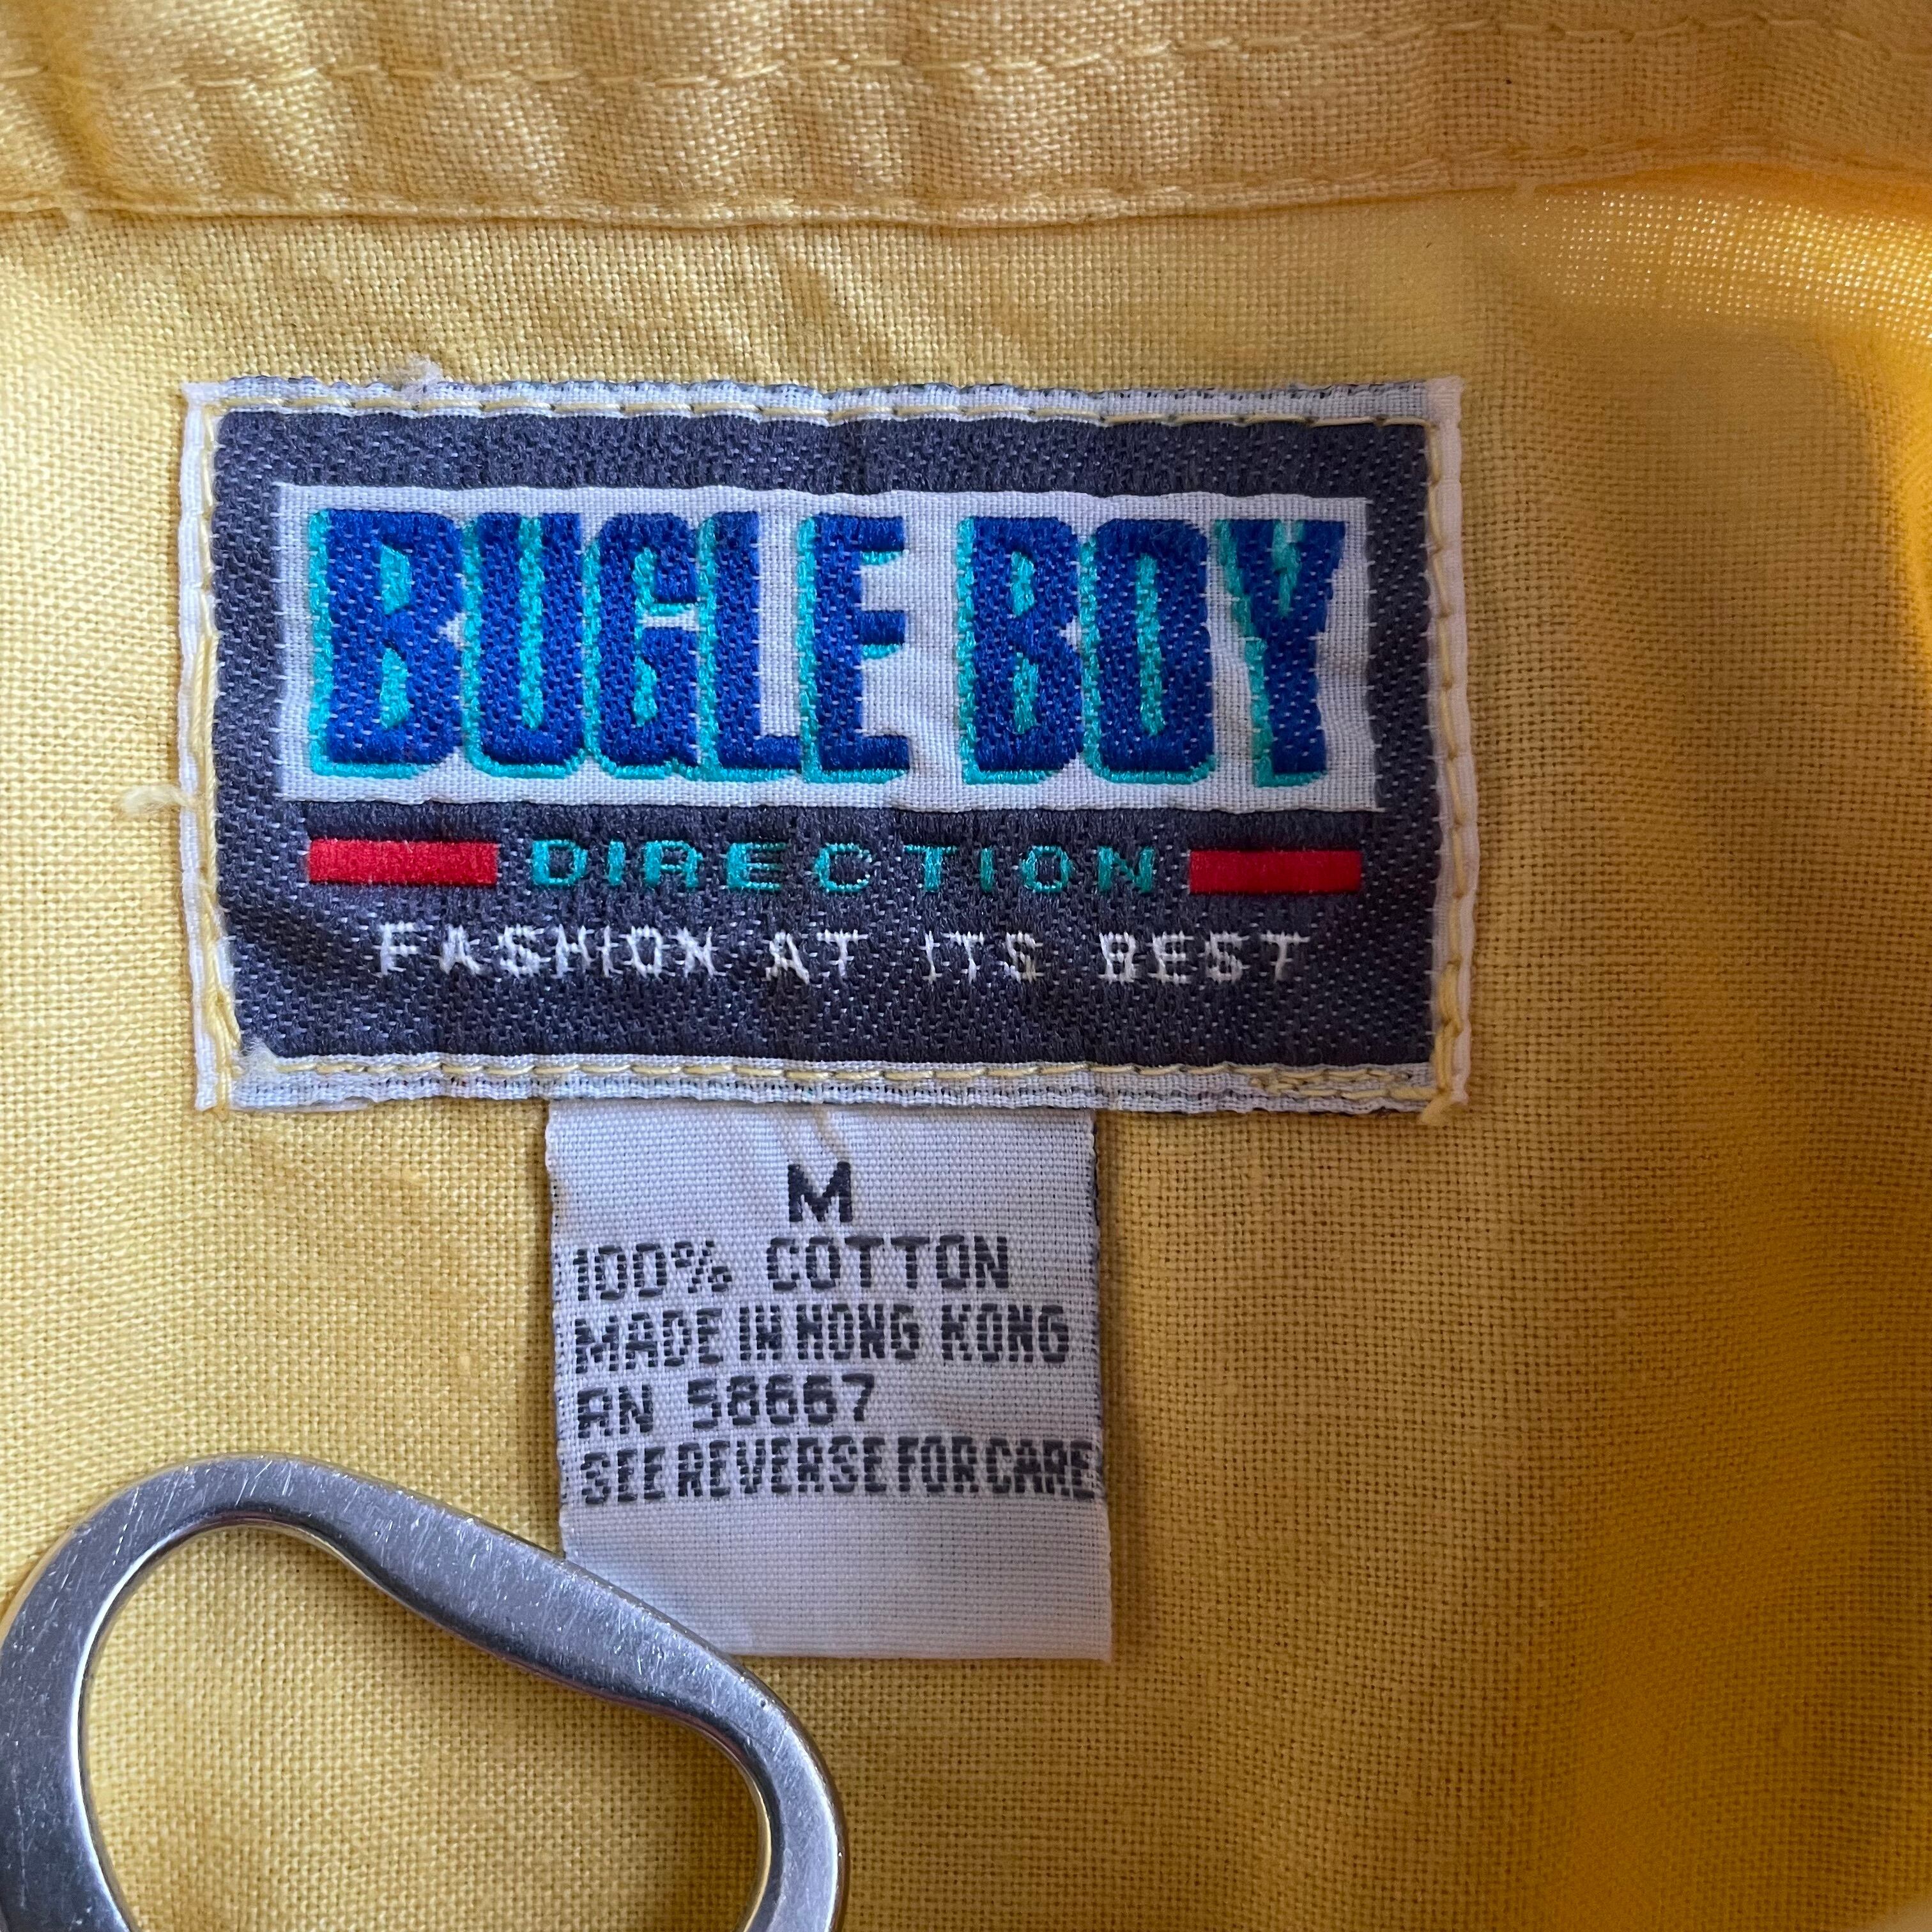 BUGLE BOY
DIRECTION
FASHION AT ITS BEST
M
100% COTTON
MADE IN HONG KONG
RN 58667
SEE REVERSE FOR CARE